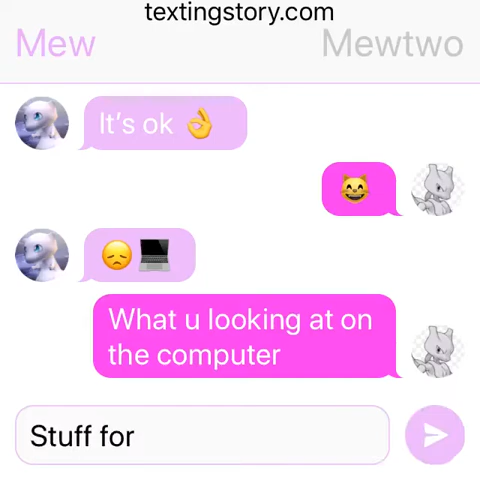 textingstory.com
Mew Mewtwo
It’s ok 👌
😸
😞💻
What u looking at on
the computer
Stuff for